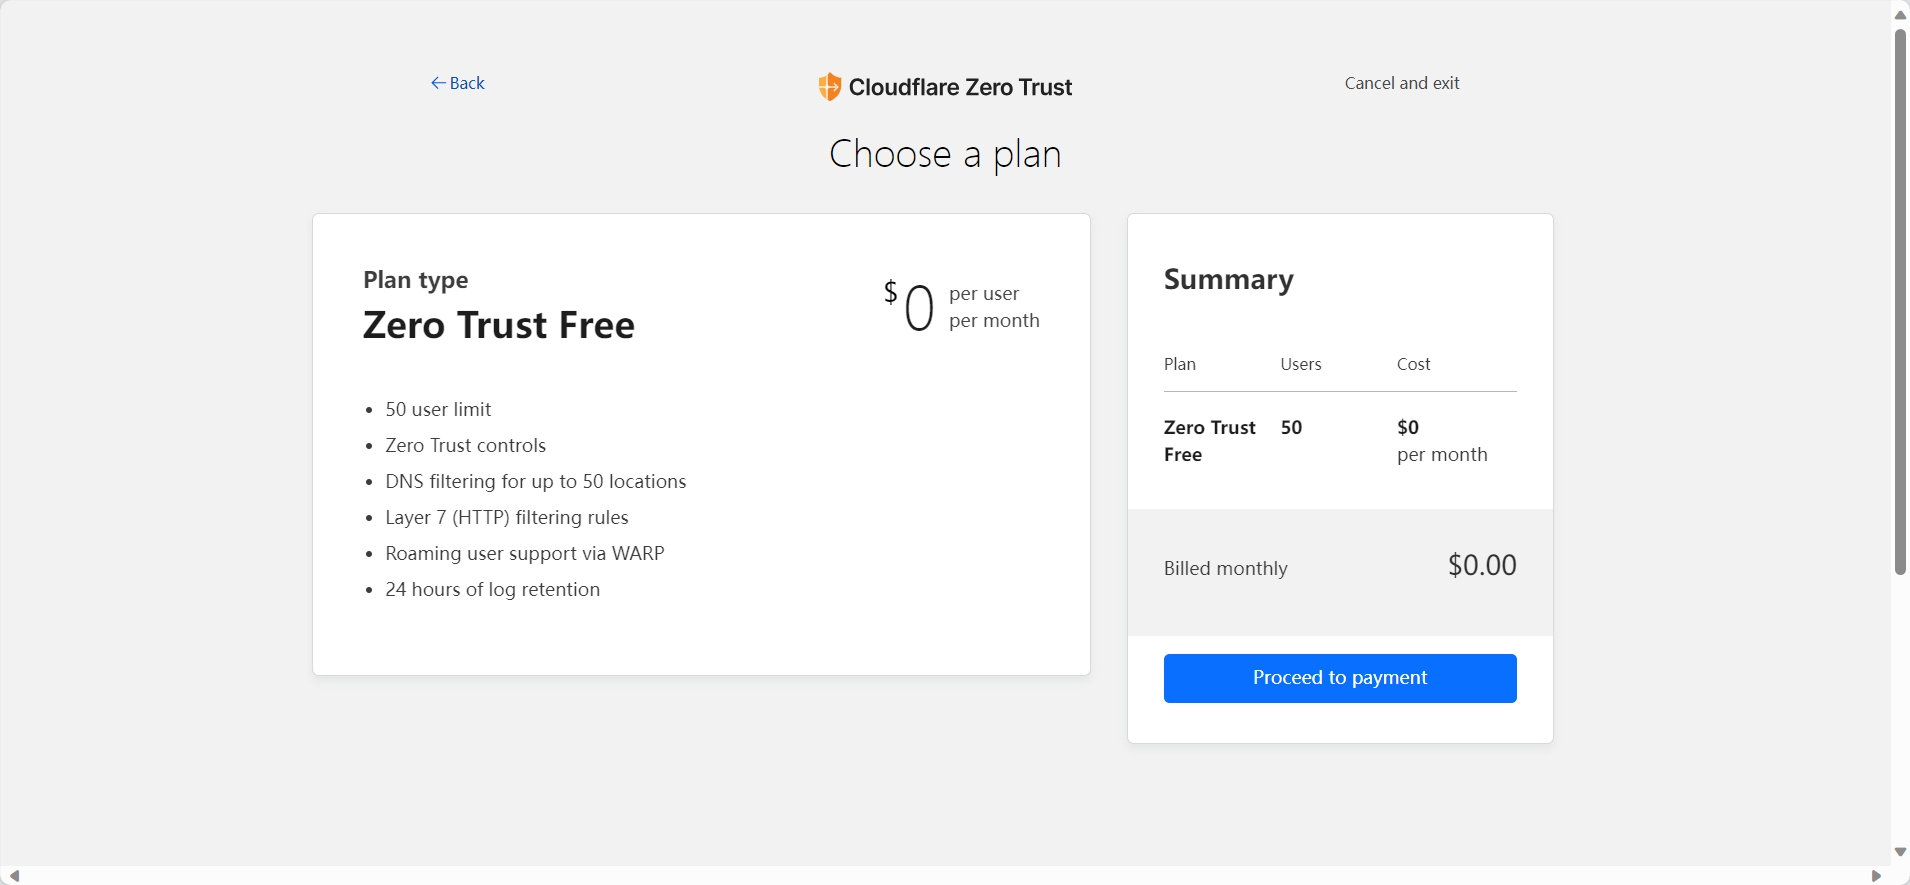 Back
Cloudflare Zero Trust
Cancel and exit
Choose a plan
Plan type
Zero Trust Free
$0 per user
per month
• 50 user limit
• Zero Trust controls
• DNS filtering for up to 50 locations
• Layer 7 (HTTP) filtering rules
• Roaming user support via WARP
• 24 hours of log retention
Summary
Plan Users Cost
Zero Trust 50 $0
Free per month
Billed monthly $0.00
Proceed to payment